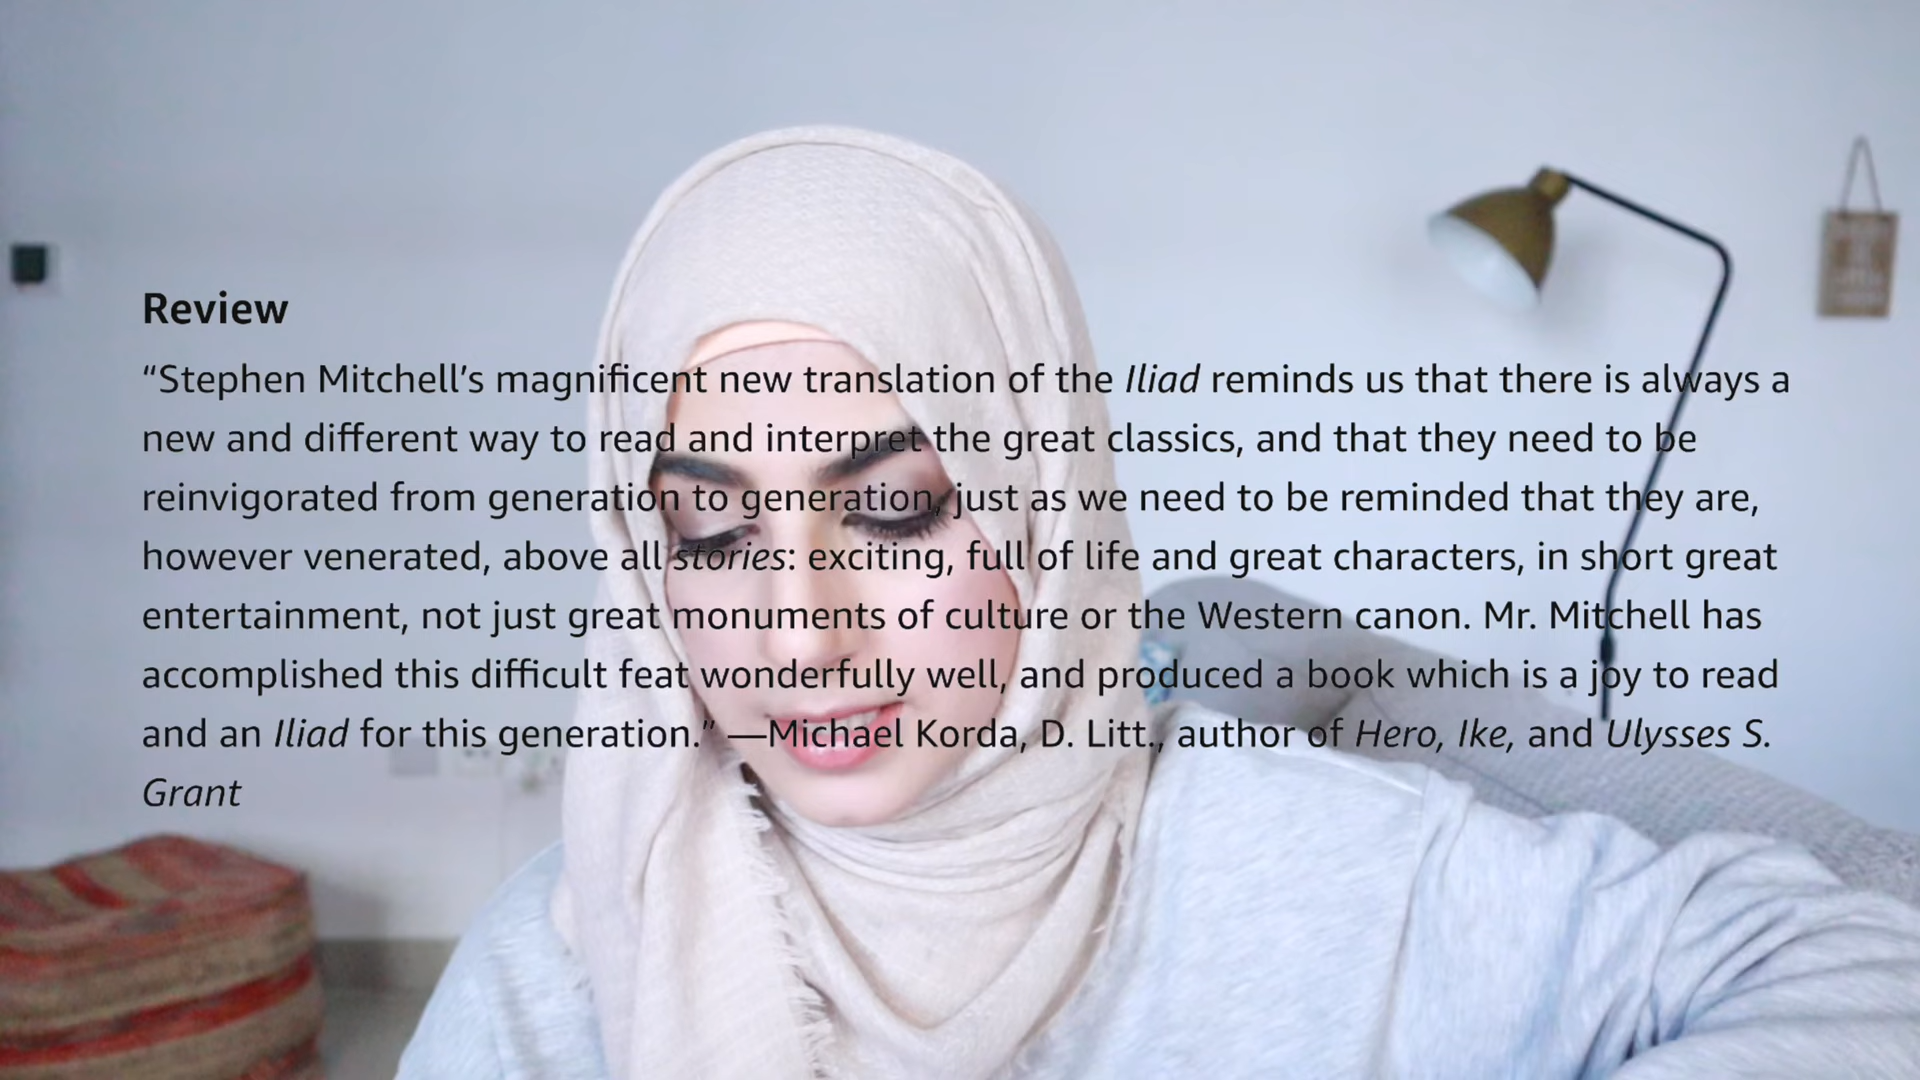 Review
“Stephen Mitchell’s magnificent new translation of the Iliad reminds us that there is always a
new and different way to read and interpret the great classics, and that they need to be
reinvigorated from generation to generation, just as we need to be reminded that they are,
however venerated, above all stories: exciting, full of life and great characters, in short great
entertainment, not just great monuments of culture or the Western canon. Mr. Mitchell has
accomplished this difficult feat wonderfully well, and produced a book which is a joy to read
and an Iliad for this generation.” —Michael Korda, D. Litt., author of Hero, Ike, and Ulysses S.
Grant